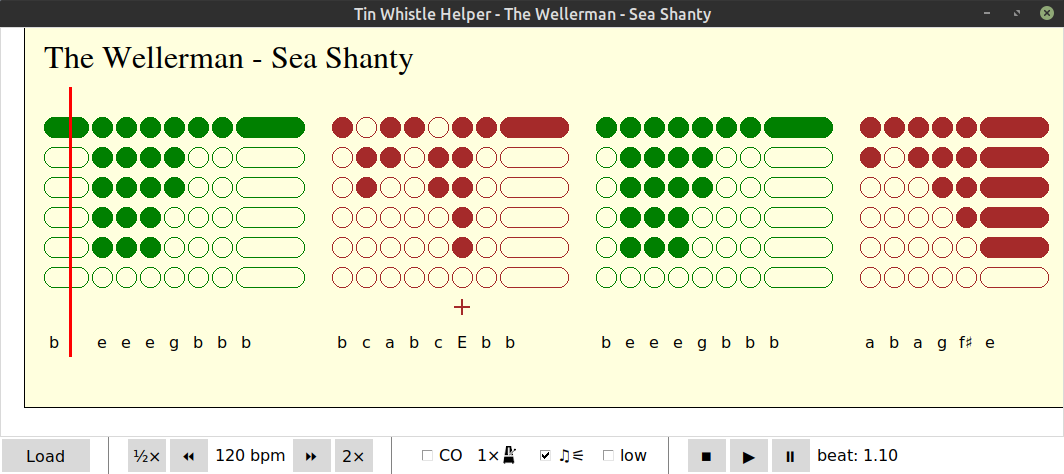 Tin Whistle Helper - The Wellerman - Sea Shanty
The Wellerman - Sea Shanty
b e e e g b b b b c a b c E b b b e e e g b b b a b a g f♯ e
Load ½× 120 bpm 2× CO 1× low beat: 1.10